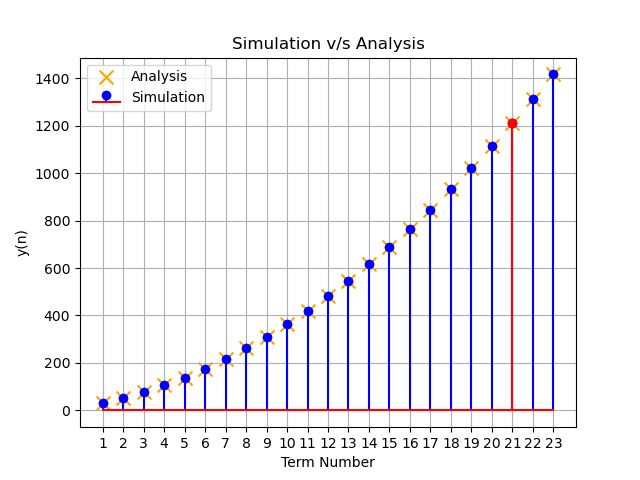 Simulation v/s Analysis
Analysis
Simulation
1400
1200
1000
800
600
400
200
0
y(n)
1 2 3 4 5 6 7 8 9 10 11 12 13 14 15 16 17 18 19 20 21 22 23
Term Number